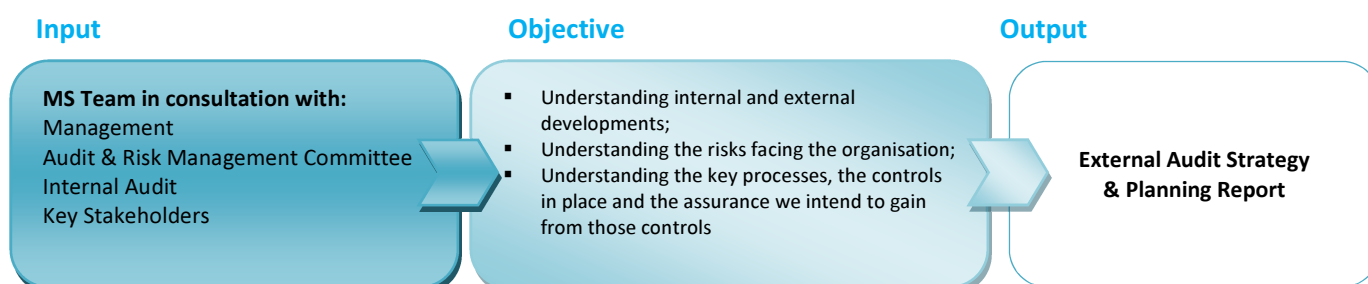 Input
Objective
Output
MS Team in consultation with:
Management
Audit & Risk Management Committee
Internal Audit
Key Stakeholders
▪ Understanding internal and external
developments;
▪ Understanding the risks facing the organisation;
▪ Understanding the key processes, the controls
in place and the assurance we intend to gain
from those controls
External Audit Strategy
& Planning Report